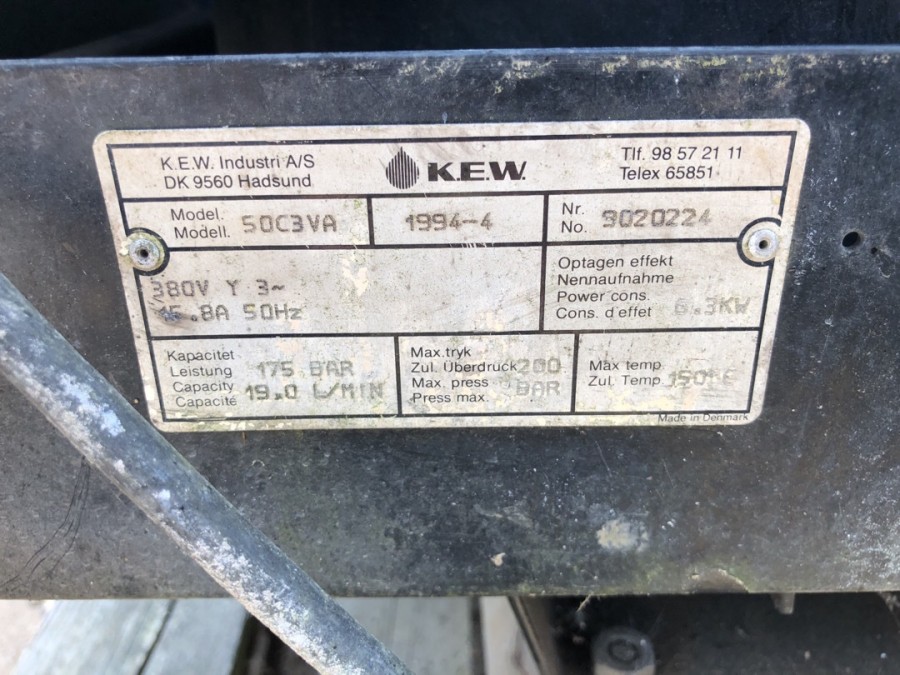 K.E.W. Industri A/S
DK 9560 Hadsund
K.E.W.
Tlf. 98 57 21 11
Telex 65851
Model.
Modell. 50C3VA
1994-4
Nr.
No. 9020224
380V Y 3~
.8A 50Hz
Optagen effekt
Nennaufnahme
Power cons.
Cons. d'effet 6.3KW
Kapacitet
Leistung 175 BAR
Capacity 19.0 L/MIN
Capacité
Max.tryk
Zul. Überdruck 200
Max. press BAR
Press max.
Max temp.
Zul. Temp.
Made in Denmark